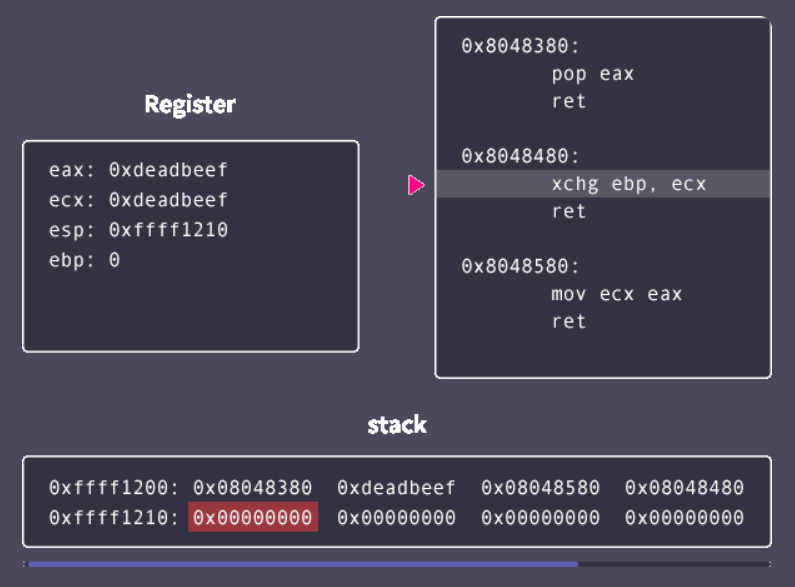 Register
eax: 0xdeadbeef
ecx: 0xdeadbeef
esp: 0xffff1210
ebp: 0
0x8048380:
pop eax
ret
0x8048480:
xchg ebp, ecx
ret
0x8048580:
mov ecx eax
ret
stack
0xffff1200: 0x08048380 0xdeadbeef 0x08048580 0x08048480
0xffff1210: 0x00000000 0x00000000 0x00000000 0x00000000